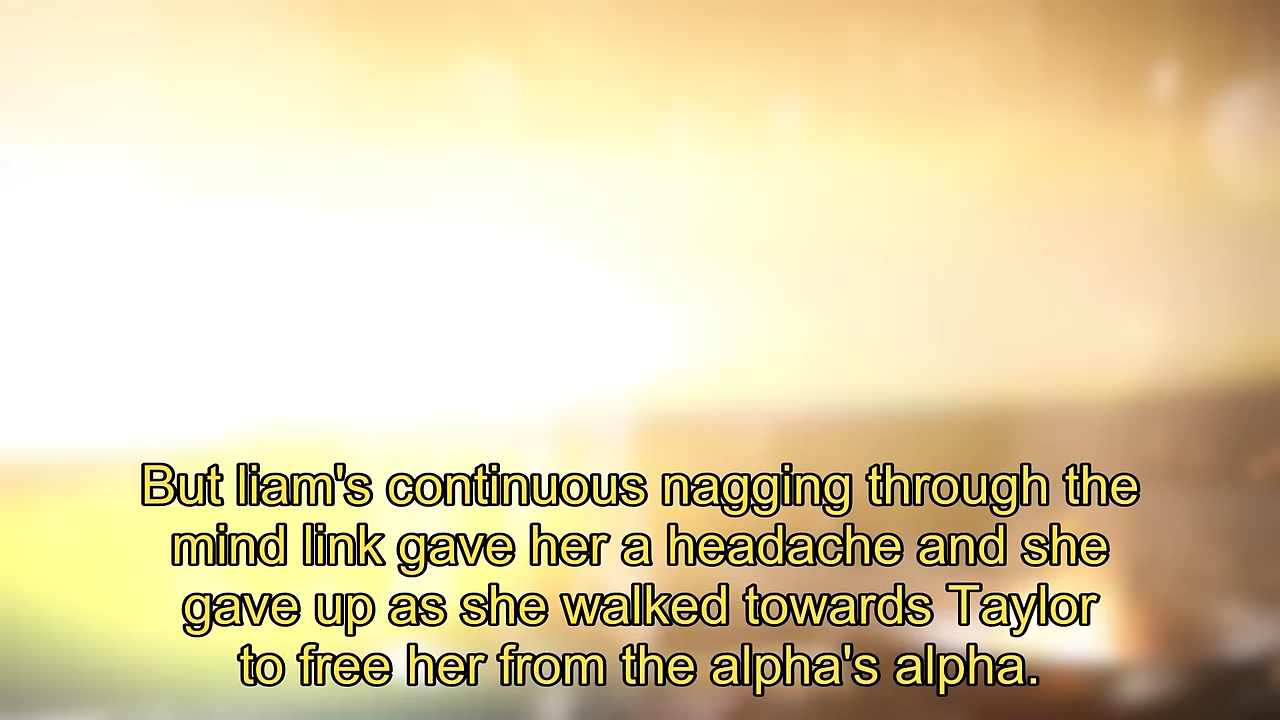 But liam's continuous nagging through the
mind link gave her a headache and she
gave up as she walked towards Taylor
to free her from the alpha's alpha.